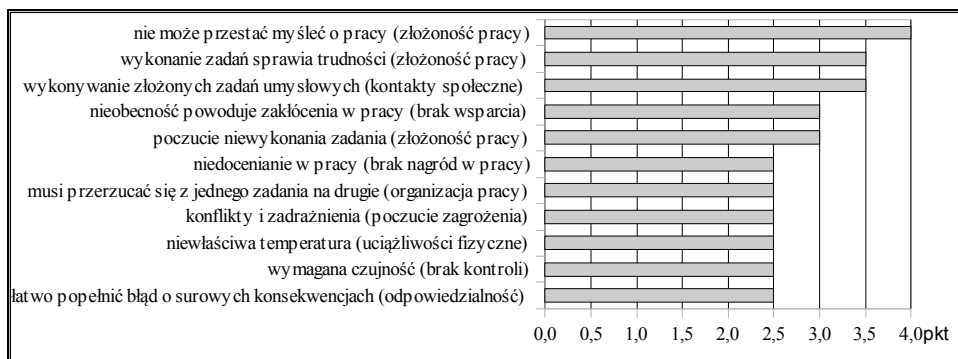 nie może przestać myśleć o pracy (złożoność pracy)
wykonanie zadań sprawia trudności (złożoność pracy)
wykonywanie złożonych zadań umysłowych (kontakty społeczne)
nieobecność powoduje zakłócenia w pracy (brak wsparcia)
poczucie niewykonania zadania (złożoność pracy)
niedocenianie w pracy (brak nagród w pracy)
musi przerzucać się z jednego zadania na drugie (organizacja pracy)
konflikty i zadrażnienia (poczucie zagrożenia)
niewłaściwa temperatura (uciążliwości fizyczne)
wymagana czujność (brak kontroli)
łatwo popełnić błąd o surowych konsekwencjach (odpowiedzialność)
0,0 0,5 1,0 1,5 2,0 2,5 3,0 3,5 4,0 pkt